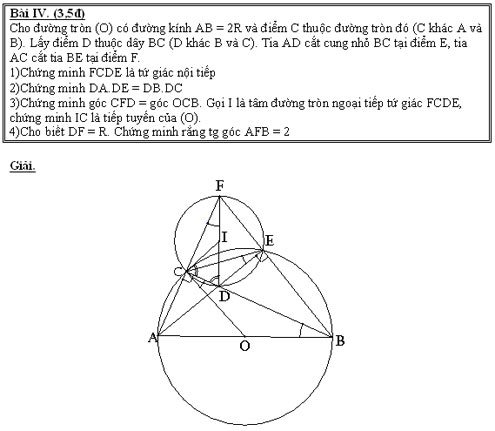 Bài IV. (3,5đ)
Cho đường tròn (O) có đường kính AB = 2R và điểm C thuộc đường tròn đó (C khác A và
B). Lấy điểm D thuộc dây BC (D khác B và C). Tia AD cắt cung nhỏ BC tại điểm E, tia
AC cắt tia BE tại điểm F.
1)Chứng minh FCDE là tứ giác nội tiếp
2)Chứng minh DA.DE = DB.DC
3)Chứng minh góc CFD = góc OCB. Gọi I là tâm đường tròn ngoại tiếp tứ giác FCDE,
chứng minh IC là tiếp tuyến của (O).
4)Cho biết DF = R. Chứng minh rằng tg góc AFB = 2
Giải.
F
I
E
C
D
A
O
B